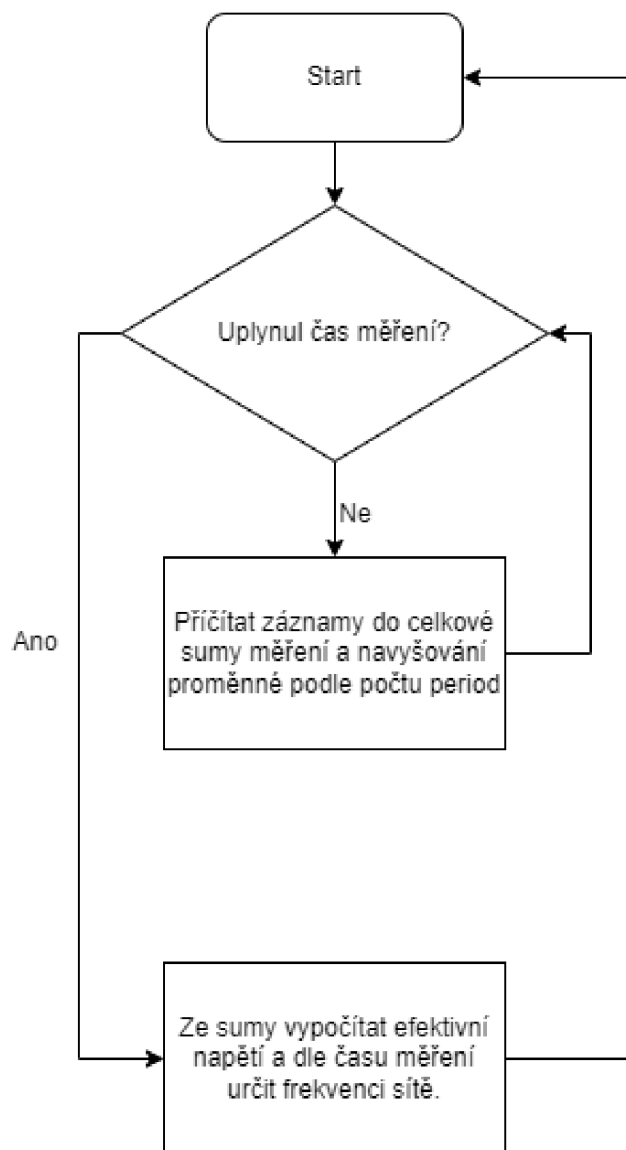 Start
Uplynul čas měření?
Ne
Příčítat záznamy do celkové
sumy měření a navyšování
proměnné podle počtu period
Ano
Ze sumy vypočítat efektivní
napětí a dle času měření
určit frekvenci sítě.